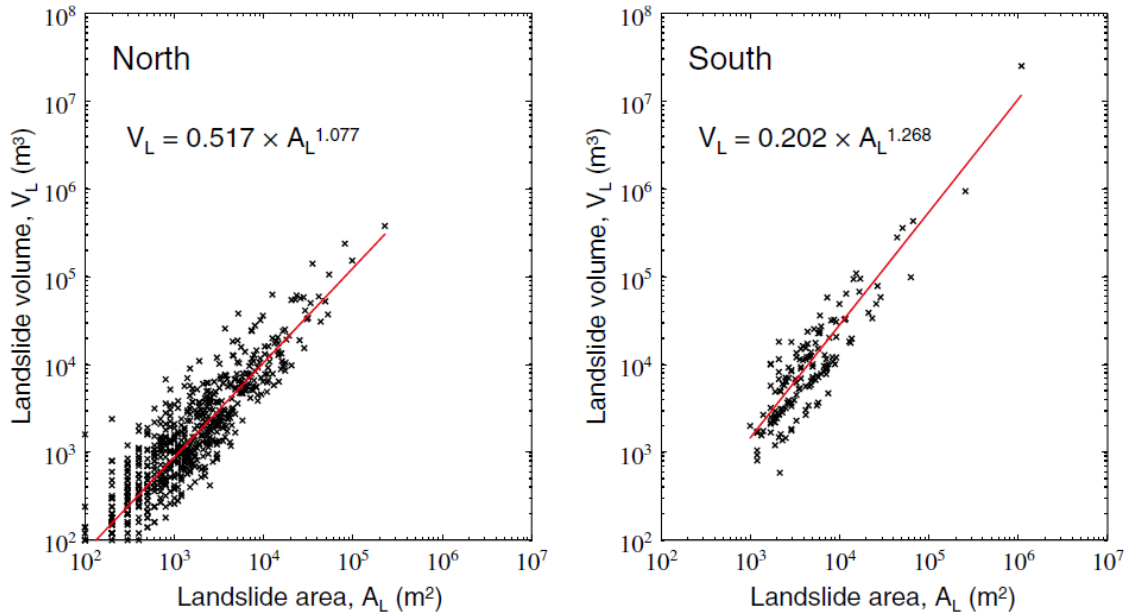 North
V_L = 0.517 × A_L^1.077
10^8
10^7
10^6
10^5
10^4
10^3
10^2
Landslide volume, V_L (m³)
10^2 10^3 10^4 10^5 10^6 10^7
Landslide area, A_L (m²)
South
V_L = 0.202 × A_L^1.268
10^8
10^7
10^6
10^5
10^4
10^3
10^2
Landslide volume, V_L (m³)
10^2 10^3 10^4 10^5 10^6 10^7
Landslide area, A_L (m²)